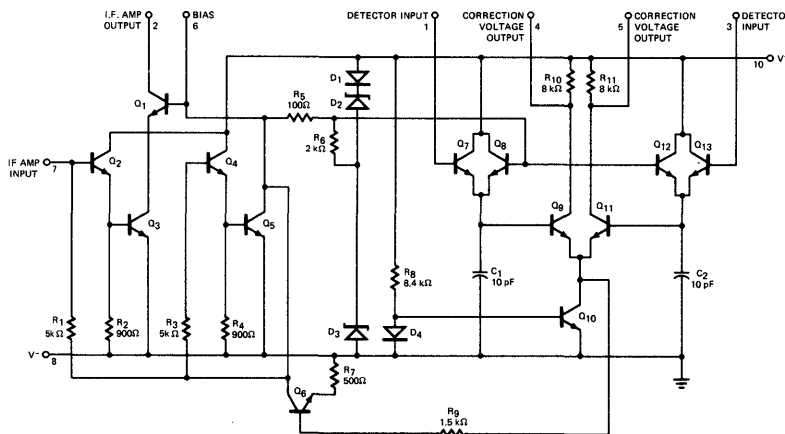 I.F. AMP
OUTPUT
2
BIAS
6
DETECTOR INPUT
1
CORRECTION
VOLTAGE
OUTPUT
4
CORRECTION
VOLTAGE
OUTPUT
5
DETECTOR
INPUT
3
V+
10
R10
8 kΩ
R11
8 kΩ
D1
D2
Q1
R5
100Ω
R6
2 kΩ
Q7
Q8
Q12
Q13
IF AMP
INPUT
7
Q2
Q4
Q3
Q5
Q9
Q11
R8
8.4 kΩ
C1
10 pF
C2
10 pF
R1
5kΩ
R2
900Ω
R3
5kΩ
R4
900Ω
D3
D4
Q10
V-
8
R7
500Ω
Q6
R9
1.5 kΩ